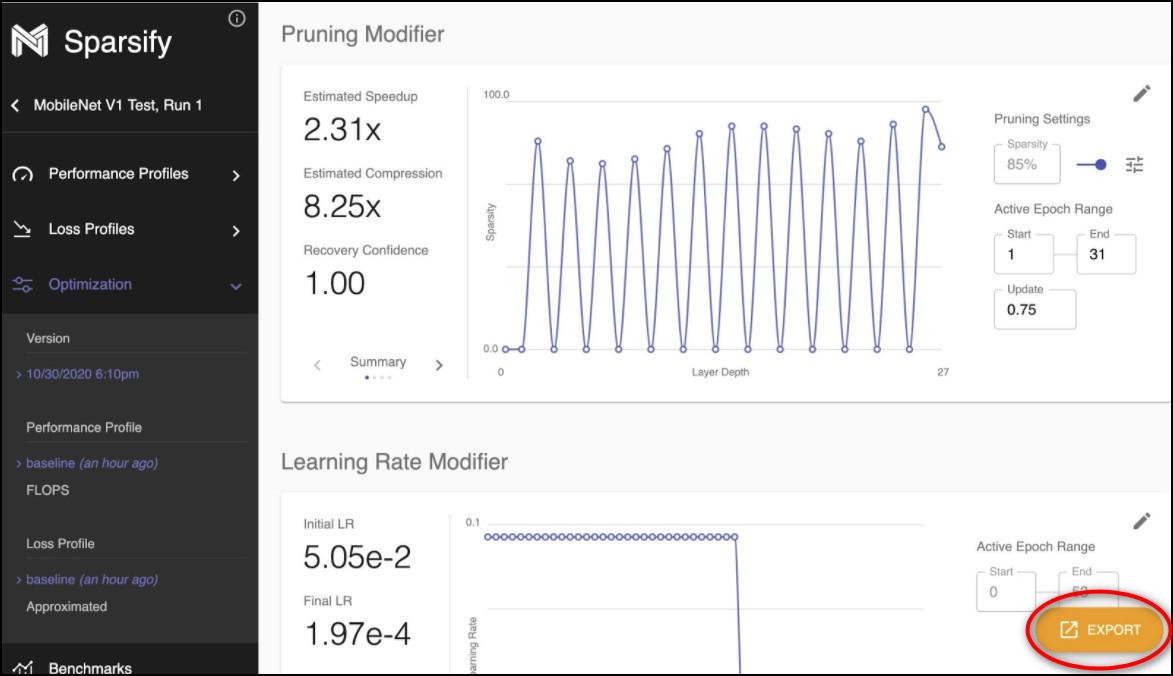 Sparsify
MobileNet V1 Test, Run 1
Performance Profiles
Loss Profiles
Optimization
Version
10/30/2020 6:10pm
Performance Profile
baseline (an hour ago)
FLOPS
Loss Profile
baseline (an hour ago)
Approximated
Benchmarks
Pruning Modifier
Estimated Speedup
2.31x
Estimated Compression
8.25x
Recovery Confidence
1.00
Summary
100.0
Sparsity
0.0
0
Layer Depth
27
Pruning Settings
Sparsity
85%
Active Epoch Range
Start
1
End
31
Update
0.75
Learning Rate Modifier
Initial LR
5.05e-2
Final LR
1.97e-4
0.1
Rate
Active Epoch Range
Start
0
End
EXPORT